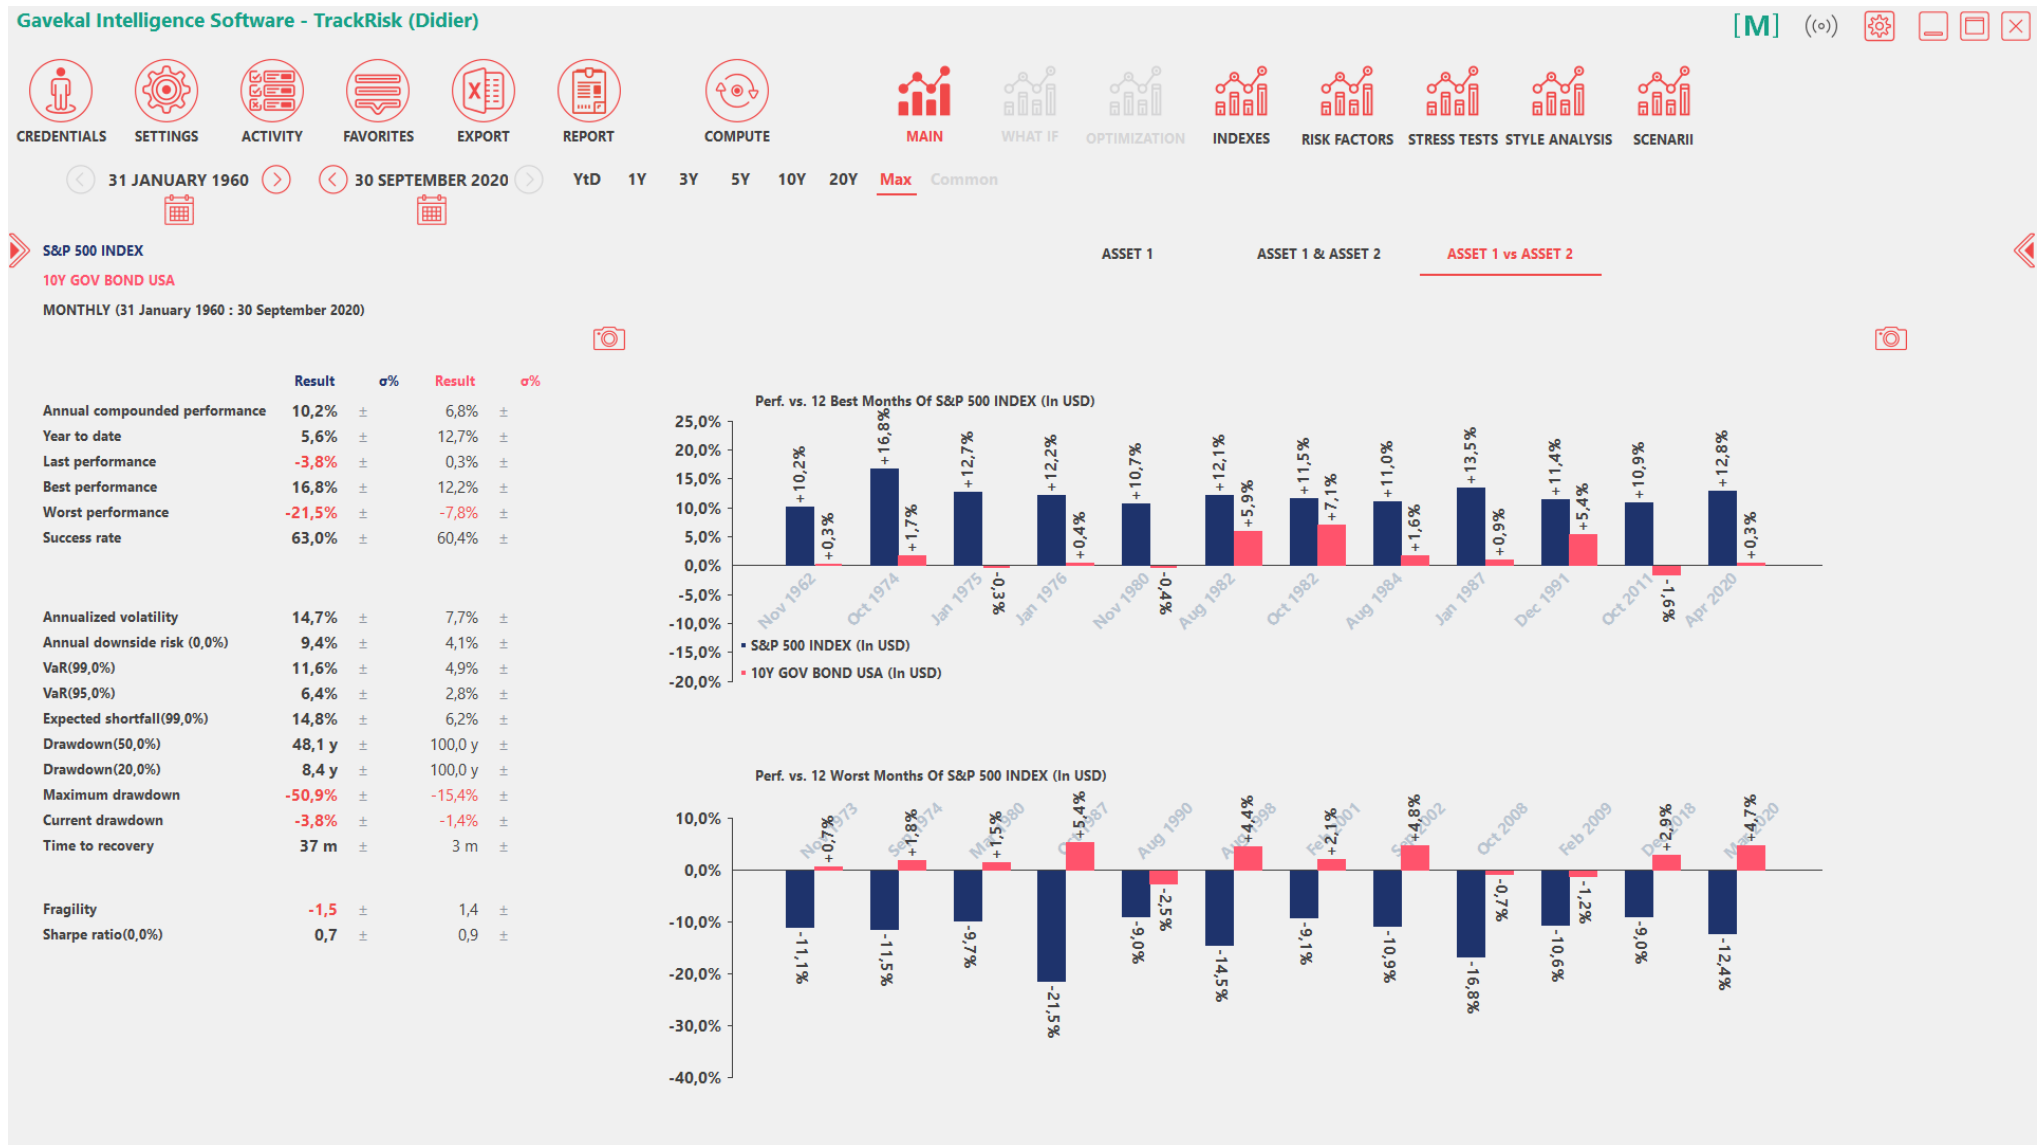 Gavekal Intelligence Software - TrackRisk (Didier)
[M]
CREDENTIALS SETTINGS ACTIVITY FAVORITES EXPORT REPORT COMPUTE MAIN WHAT IF OPTIMIZATION INDEXES RISK FACTORS STRESS TESTS STYLE ANALYSIS SCENARII
31 JANUARY 1960 30 SEPTEMBER 2020 YtD 1Y 3Y 5Y 10Y 20Y Max Common
S&P 500 INDEX
10Y GOV BOND USA
MONTHLY (31 January 1960 : 30 September 2020)
ASSET 1 ASSET 1 & ASSET 2 ASSET 1 vs ASSET 2
Result σ% Result σ%
Annual compounded performance 10,2% ± 6,8% ±
Year to date 5,6% ± 12,7% ±
Last performance -3,8% ± 0,3% ±
Best performance 16,8% ± 12,2% ±
Worst performance -21,5% ± -7,8% ±
Success rate 63,0% ± 60,4% ±
Annualized volatility 14,7% ± 7,7% ±
Annual downside risk (0,0%) 9,4% ± 4,1% ±
VaR(99,0%) 11,6% ± 4,9% ±
VaR(95,0%) 6,4% ± 2,8% ±
Expected shortfall(99,0%) 14,8% ± 6,2% ±
Drawdown(50,0%) 48,1 y ± 100,0 y ±
Drawdown(20,0%) 8,4 y ± 100,0 y ±
Maximum drawdown -50,9% ± -15,4% ±
Current drawdown -3,8% ± -1,4% ±
Time to recovery 37 m ± 3 m ±
Fragility -1,5 ± 1,4 ±
Sharpe ratio(0,0%) 0,7 ± 0,9 ±
Perf. vs. 12 Best Months Of S&P 500 INDEX (In USD)
25,0%
20,0%
15,0%
10,0%
5,0%
0,0%
-5,0%
-10,0%
-15,0%
-20,0%
+10,2% +0,3% +16,8% +1,7% +12,7% -0,3% +12,2% +0,4% +10,7% -0,4% +12,1% +5,9% +11,5% +7,1% +11,0% +1,6% +13,5% +0,9% +11,4% +5,4% +10,9% -1,6% +12,8% +0,3%
Nov 1962 Oct 1974 Jan 1975 Jan 1976 Nov 1980 Aug 1982 Oct 1982 Aug 1984 Jan 1987 Dec 1991 Oct 2011 Apr 2020
S&P 500 INDEX (In USD)
10Y GOV BOND USA (In USD)
Perf. vs. 12 Worst Months Of S&P 500 INDEX (In USD)
10,0%
0,0%
-10,0%
-20,0%
-30,0%
-40,0%
Nov 1973 Sep 1974 Mar 1980 Oct 1987 Aug 1990 Aug 1998 Feb 2001 Sep 2002 Oct 2008 Feb 2009 Dec 2018 Mar 2020
+0,7% +1,8% +1,5% +5,4% -2,5% +4,4% +2,1% +4,8% -0,7% -1,2% +2,9% +4,7%
-11,1% -11,5% -9,7% -21,5% -9,0% -14,5% -9,1% -10,9% -16,8% -10,6% -9,0% -12,4%